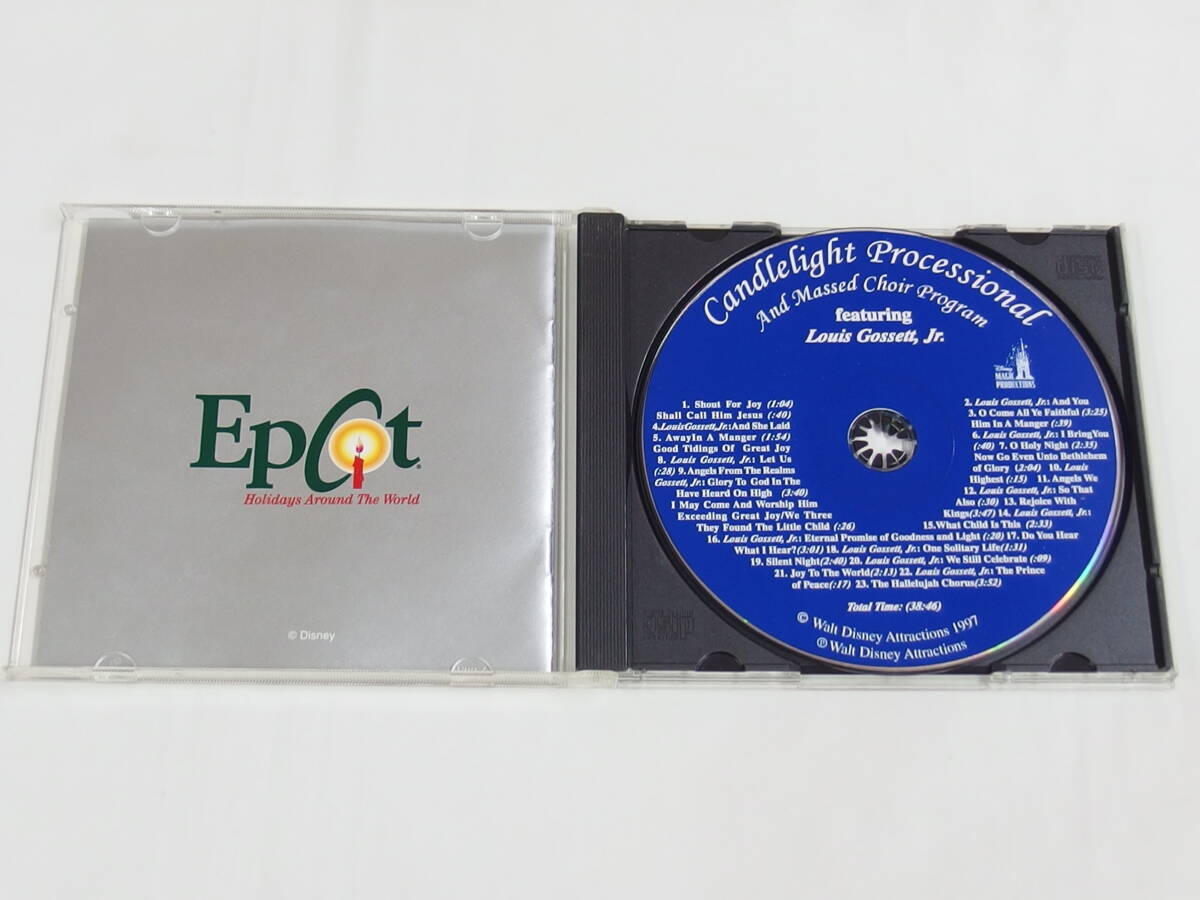 Epcot®
Holidays Around The World
© Disney
Candlelight Processional
And Massed Choir Program
featuring
Louis Gossett, Jr.
Disney
MAGIC
PRODUCTIONS
1. Shout For Joy (1:04) 2. Louis Gossett, Jr.: And You
Shall Call Him Jesus (:40) 3. O Come All Ye Faithful (3:25)
4.LouisGossett,Jr:And She Laid Him In A Manger (:39)
5. AwayIn A Manger (1:54) 6. Louis Gossett, Jr.: I BringYou
Good Tidings Of Great Joy (:40) 7. O Holy Night (2:35)
8. Louis Gossett, Jr.: Let Us Now Go Even Unto Bethlehem
(:28) 9.Angels From The Realms of Glory (2:04) 10. Louis
Gossett, Jr.: Glory To God In The Highest (:15) 11. Angels We
Have Heard On High (3:40) 12. Louis Gossett, Jr.: So That
I May Come And Worship Him Also (:30) 13. Rejoice With
Exceeding Great Joy/We Three Kings(3:47) 14. Louis Gossett, Jr.:
They Found The Little Child (:26) 15.What Child Is This (2:33)
16. Louis Gossett, Jr.: Eternal Promise of Goodness and Light (:20) 17. Do You Hear
What I Hear?(3:01) 18. Louis Gossett, Jr.: One Solitary Life(1:31)
19. Silent Night(2:40) 20. Louis Gossett, Jr.: We Still Celebrate (:09)
21. Joy To The World(2:13) 22. Louis Gossett, Jr.: The Prince
of Peace(:17) 23. The Hallelujah Chorus(3:52)
Total Time: (38:46)
© Walt Disney Attractions 1997
℗ Walt Disney Attractions